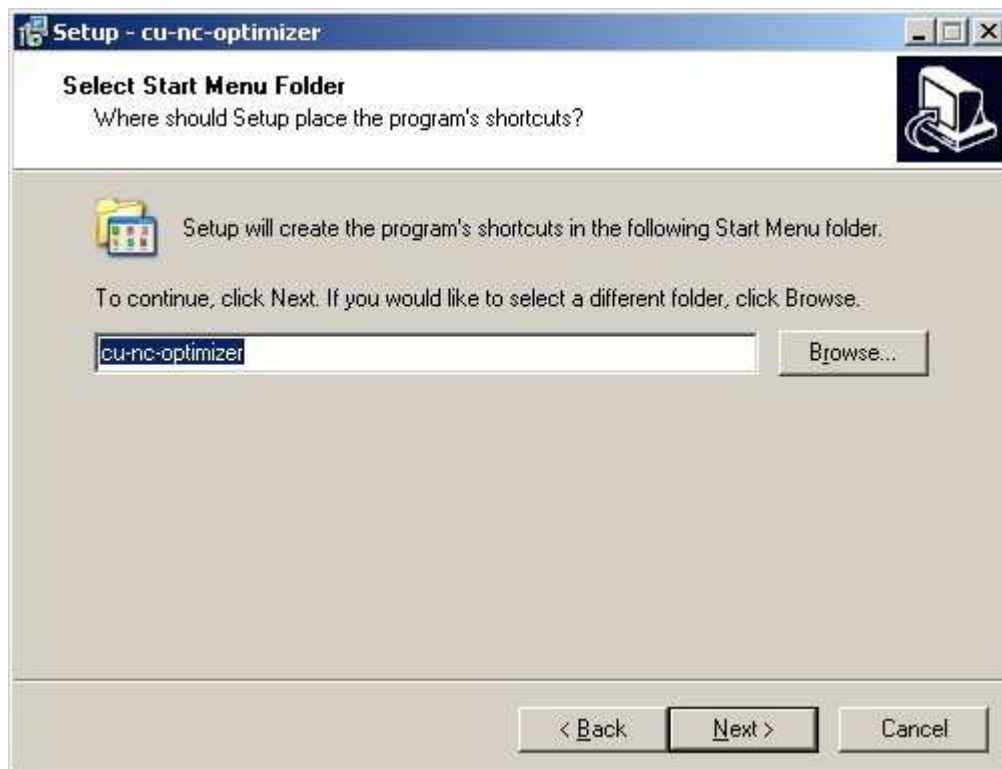 Setup - cu-nc-optimizer
Select Start Menu Folder
Where should Setup place the program's shortcuts?
Setup will create the program's shortcuts in the following Start Menu folder.
To continue, click Next. If you would like to select a different folder, click Browse.
cu-nc-optimizer
Browse...
< Back
Next >
Cancel